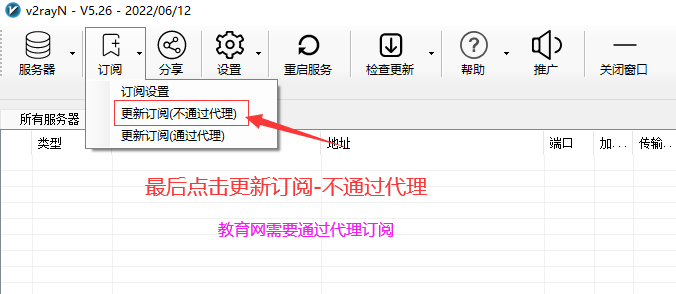 v2rayN - V5.26 - 2022/06/12
服务器 订阅 分享 设置 重启服务 检查更新 帮助 推广 关闭窗口
订阅设置
所有服务器 更新订阅(不通过代理)
类型 更新订阅(通过代理) 地址 端口 加... 传输...
最后点击更新订阅-不通过代理
教育网需要通过代理订阅